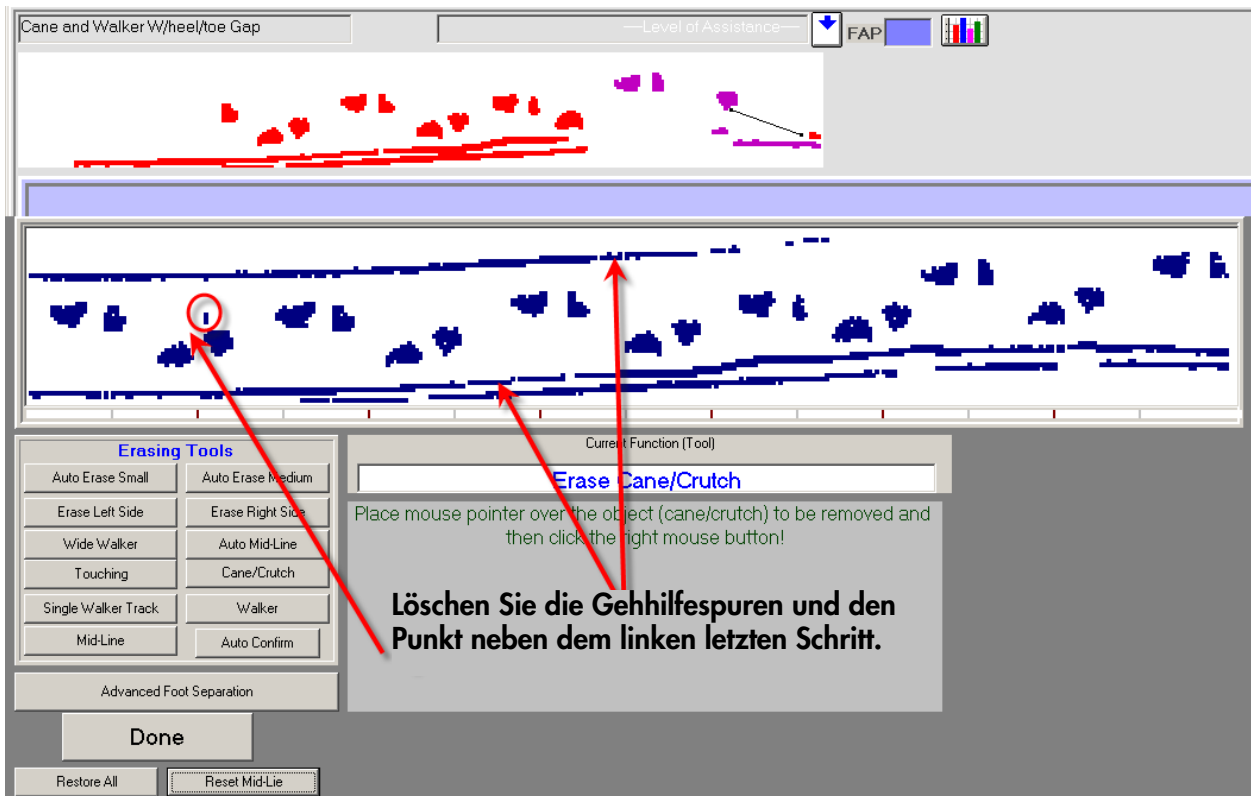 Cane and Walker W/heel/toe Gap
—Level of Assistance—
FAP
Erasing Tools
Auto Erase Small
Auto Erase Medium
Erase Left Side
Erase Right Side
Wide Walker
Auto Mid-Line
Touching
Cane/Crutch
Single Walker Track
Walker
Mid-Line
Auto Confirm
Advanced Foot Separation
Done
Restore All
Reset Mid-Lie
Current Function (Tool)
Erase Cane/Crutch
Place mouse pointer over the object (cane/crutch) to be removed and
then click the right mouse button!
Löschen Sie die Gehhilfespuren und den
Punkt neben dem linken letzten Schritt.